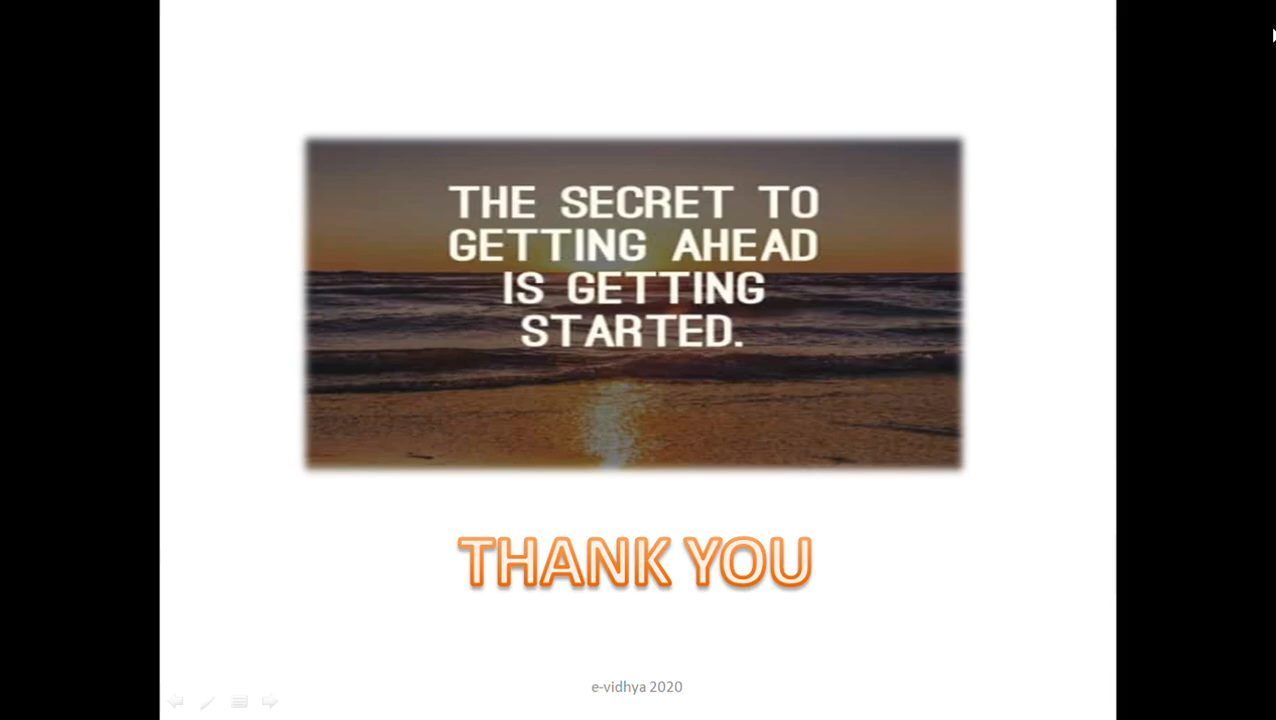 THE SECRET TO
GETTING AHEAD
IS GETTING
STARTED.
THANK YOU
e-vidhya 2020